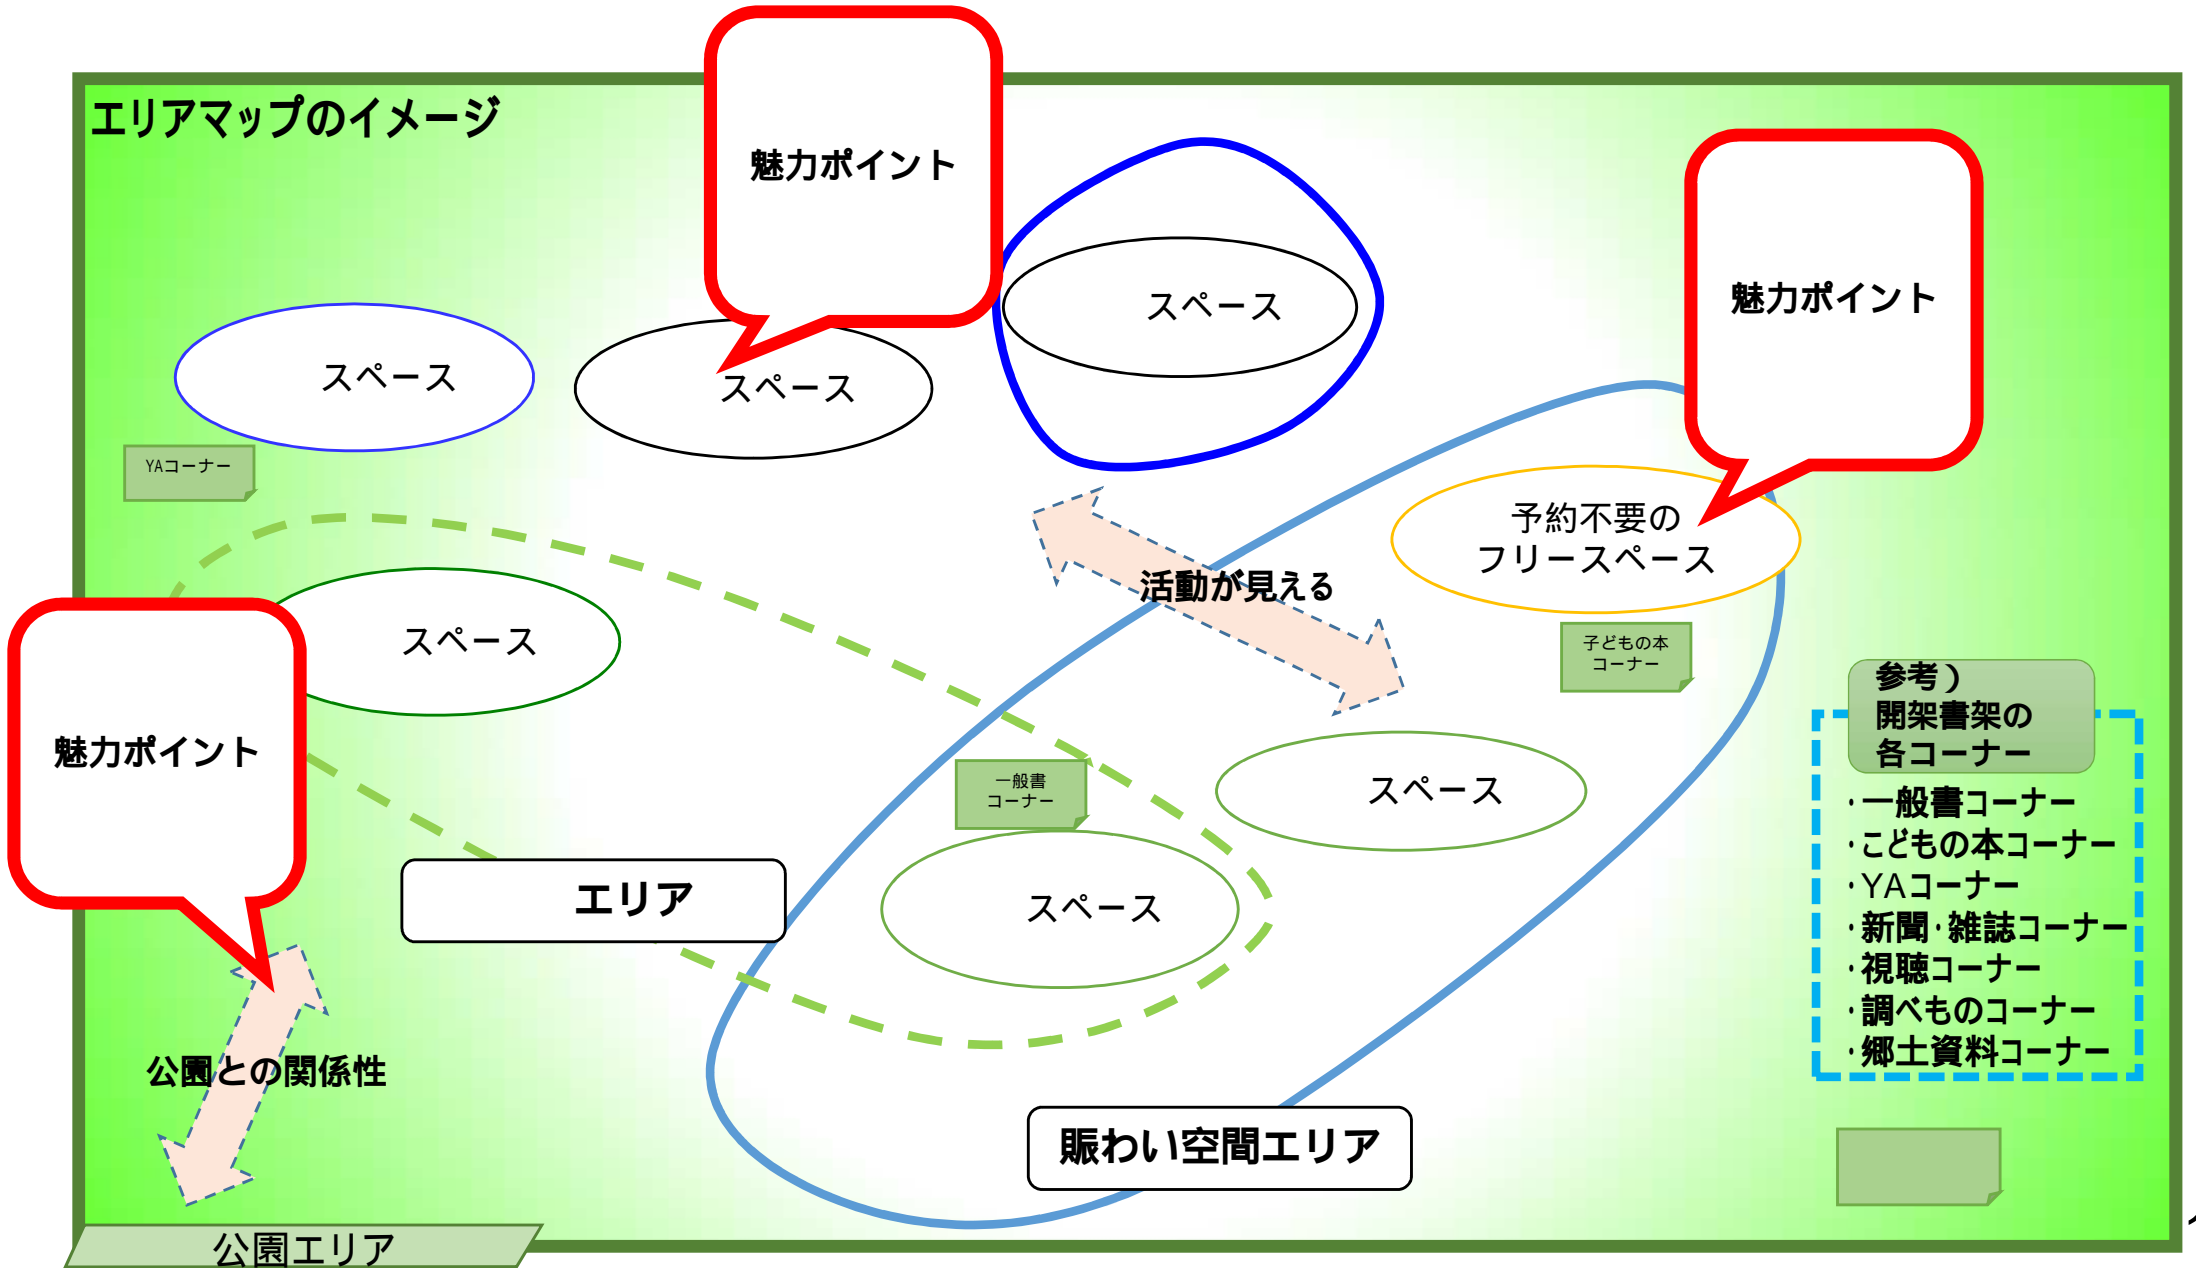 エリアマップのイメージ
魅力ポイント
魅力ポイント
スペース
スペース
スペース
YAコーナー
予約不要の
フリースペース
活動が見える
スペース
子どもの本
コーナー
魅力ポイント
一般書
コーナー
スペース
エリア
スペース
公園との関係性
賑わい空間エリア
公園エリア
参考）
開架書架の
各コーナー
・一般書コーナー
・こどもの本コーナー
・YAコーナー
・新聞・雑誌コーナー
・視聴コーナー
・調べものコーナー
・郷土資料コーナー